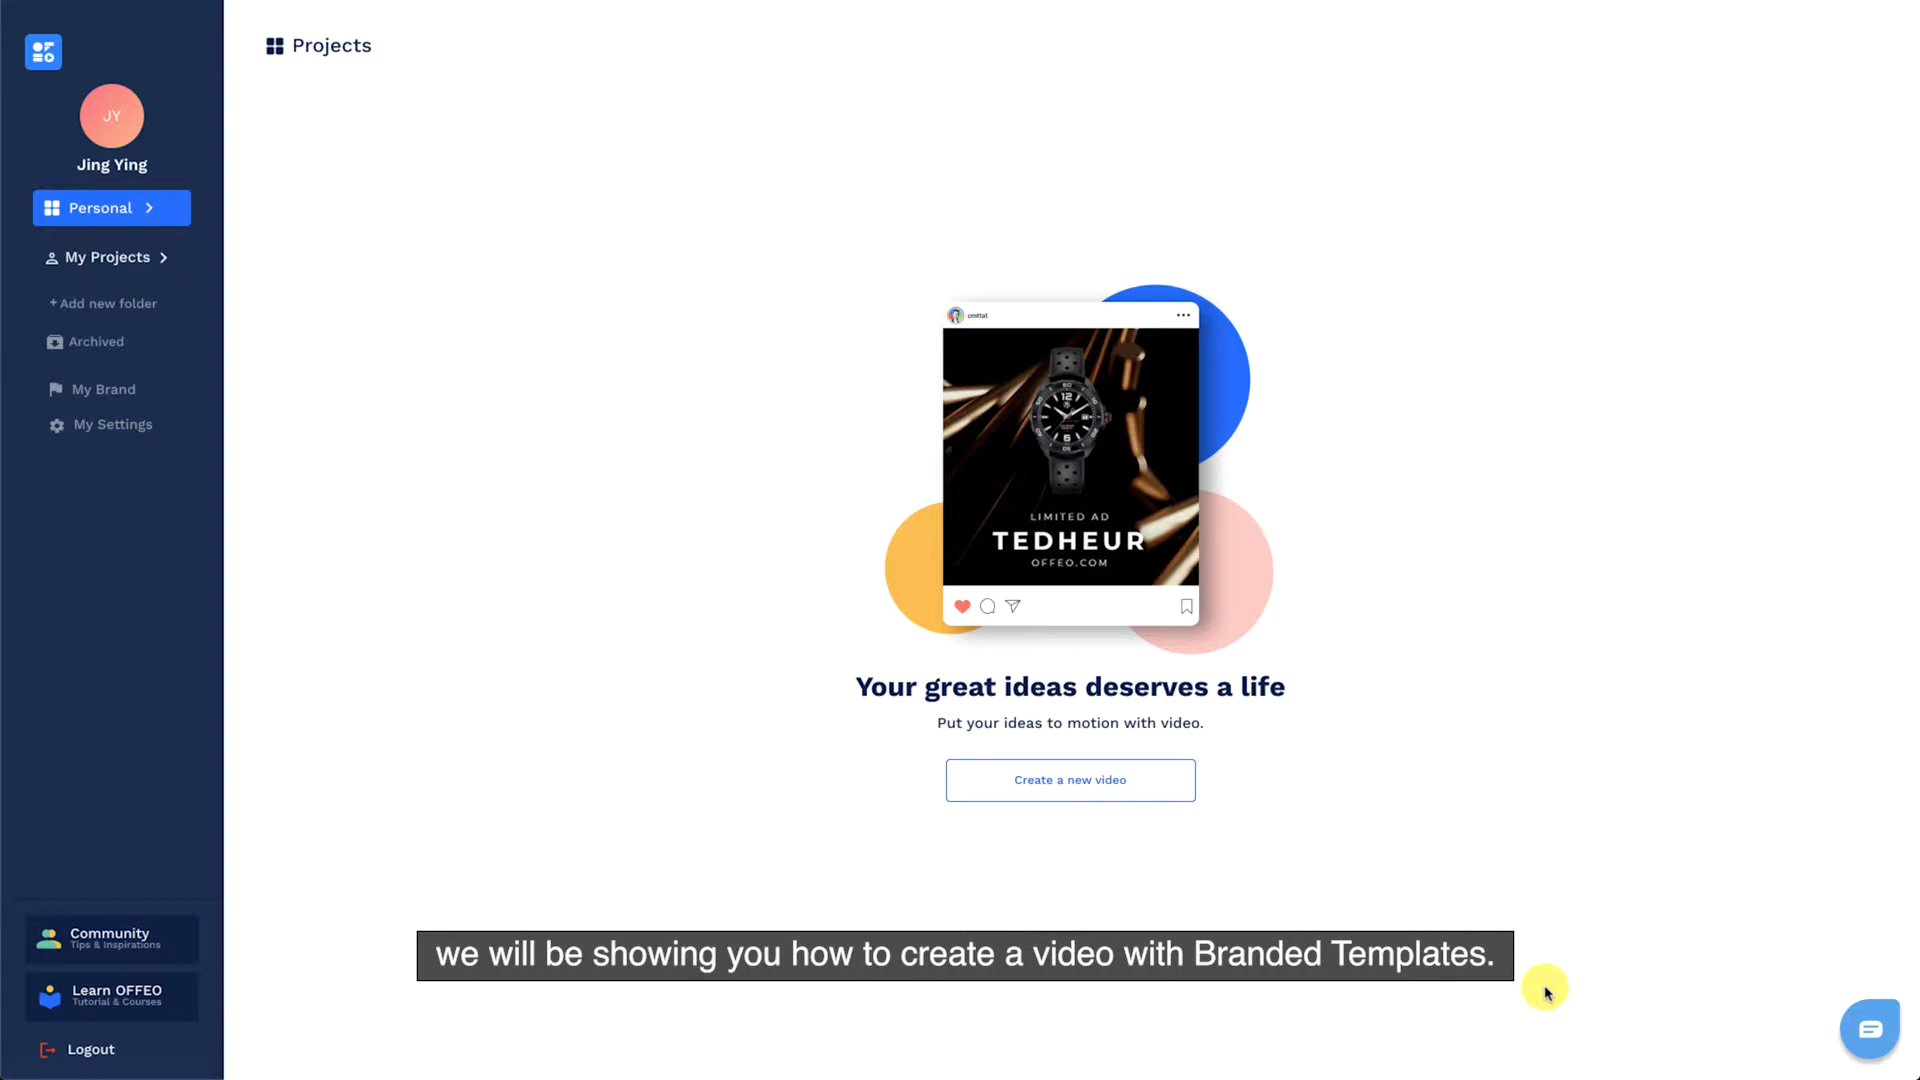 Projects
JY
Jing Ying
Personal
My Projects
+ Add new folder
Archived
My Brand
My Settings
LIMITED AD
TEDHEUR
OFFEO.COM
Your great ideas deserves a life
Put your ideas to motion with video.
Create a new video
we will be showing you how to create a video with Branded Templates.
Community
Tips & Inspirations
Learn OFFEO
Tutorial & Courses
Logout